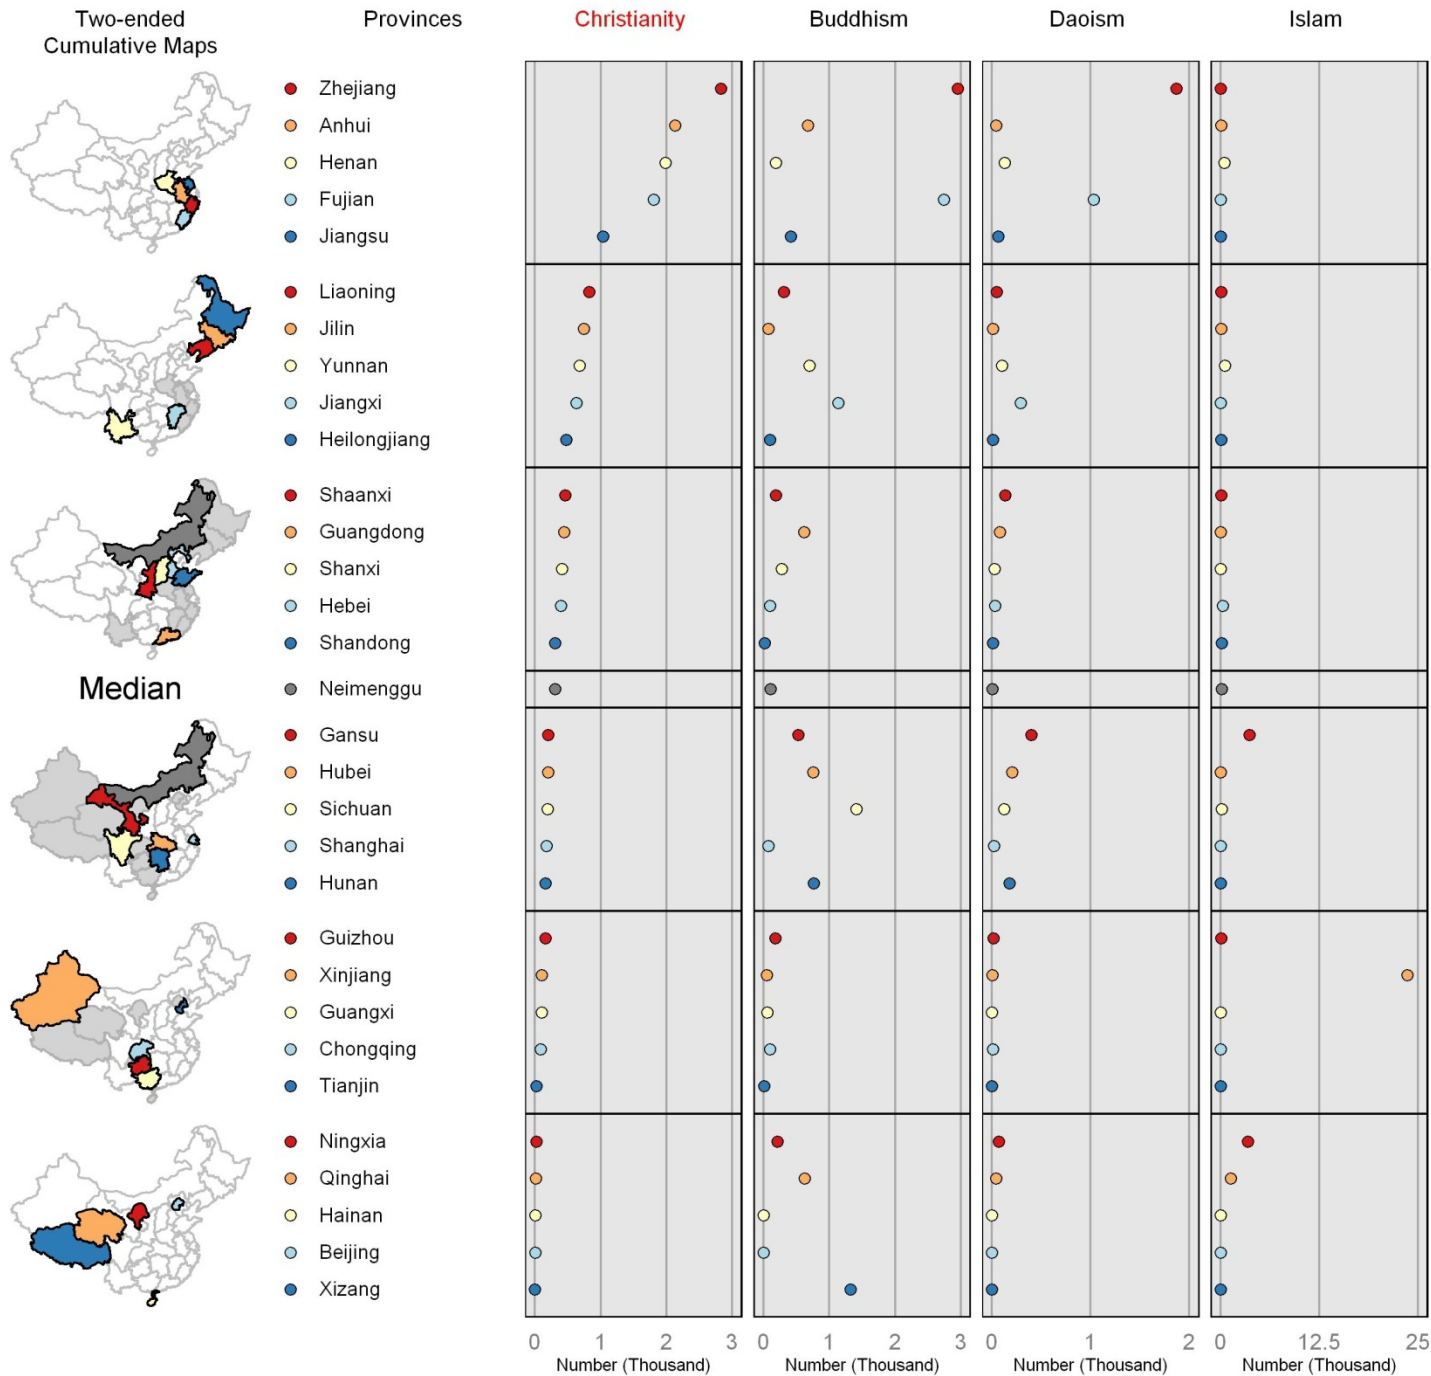 Two-ended
Cumulative Maps
Provinces
Christianity
Buddhism
Daoism
Islam
Zhejiang
Anhui
Henan
Fujian
Jiangsu
Liaoning
Jilin
Yunnan
Jiangxi
Heilongjiang
Shaanxi
Guangdong
Shanxi
Hebei
Shandong
Median
Neimenggu
Gansu
Hubei
Sichuan
Shanghai
Hunan
Guizhou
Xinjiang
Guangxi
Chongqing
Tianjin
Ningxia
Qinghai
Hainan
Beijing
Xizang
0 1 2 3
Number (Thousand)
0 1 2 3
Number (Thousand)
0 1 2
Number (Thousand)
0 12.5 25
Number (Thousand)